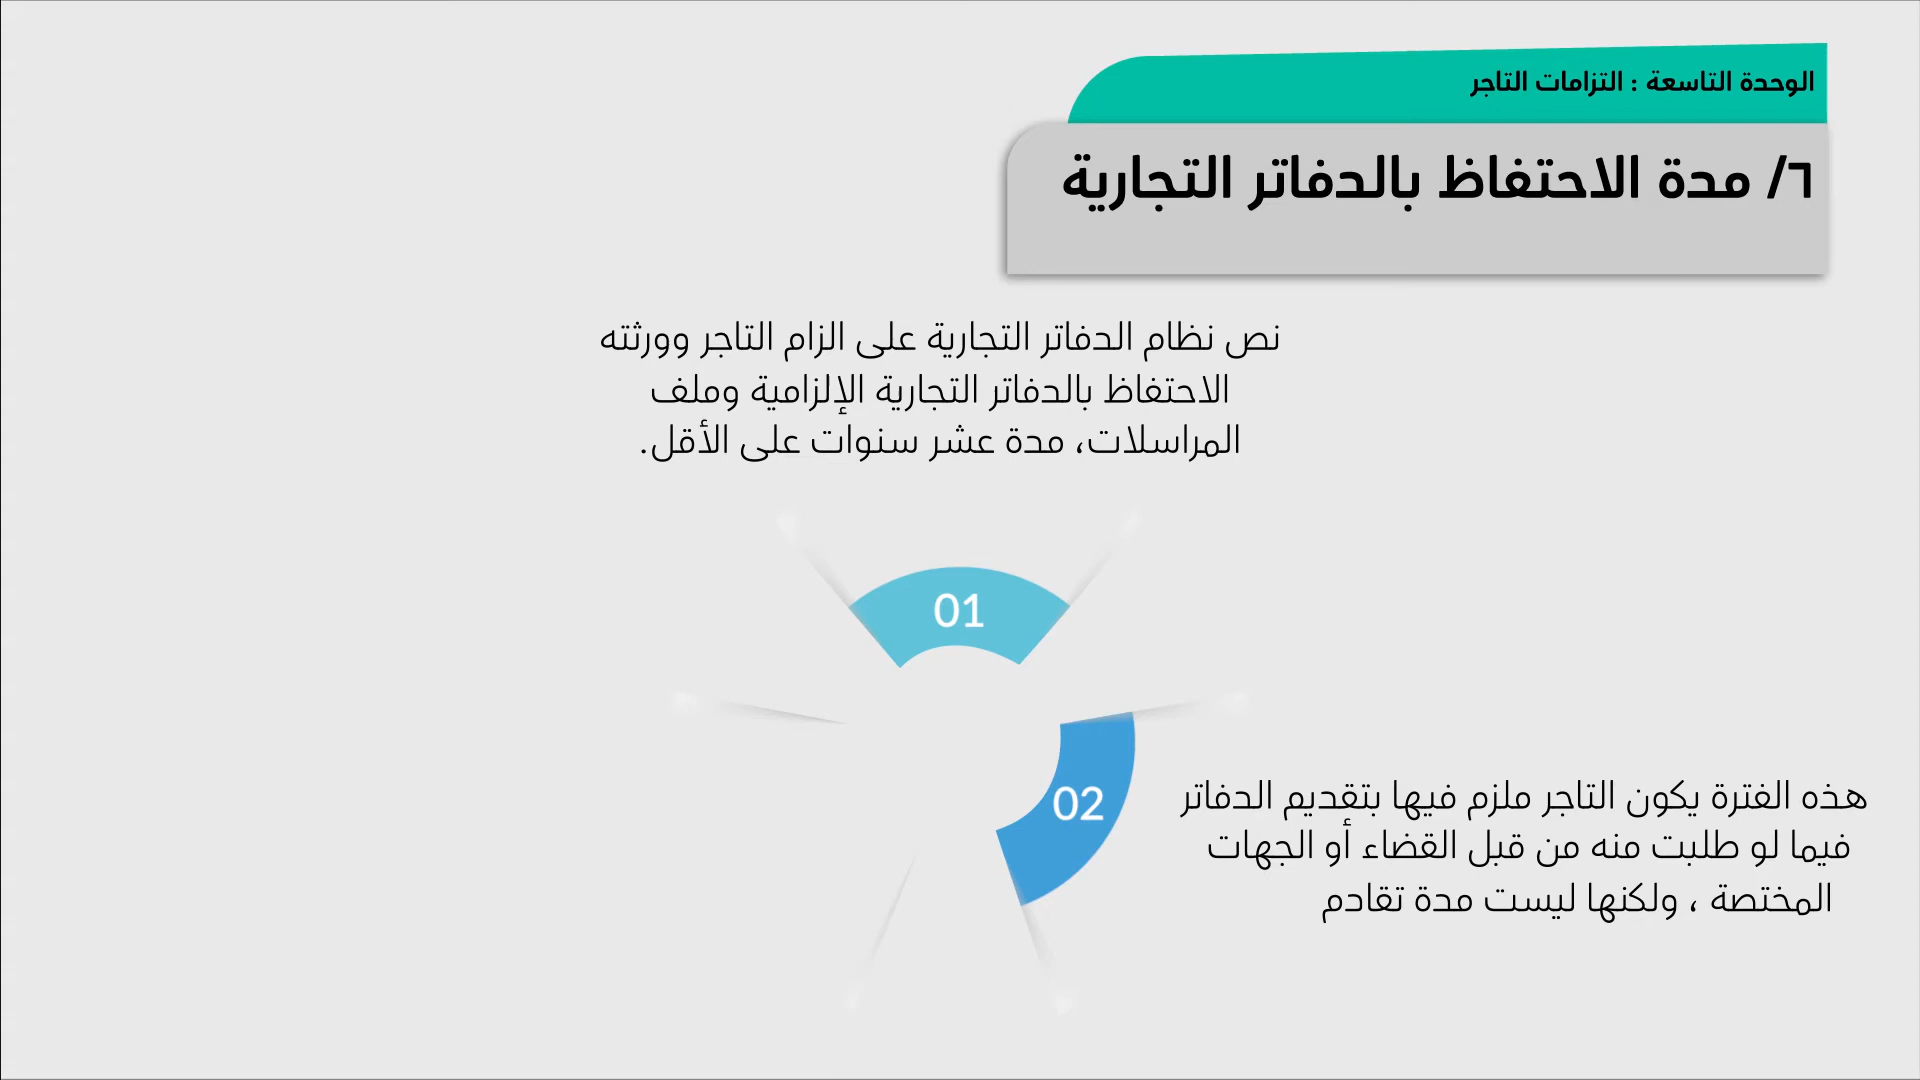 الوحدة التاسعة : التزامات التاجر
٦/ مدة الاحتفاظ بالدفاتر التجارية
نص نظام الدفاتر التجارية على الزام التاجر وورثته
الاحتفاظ بالدفاتر التجارية الإلزامية وملف
المراسلات، مدة عشر سنوات على الأقل.
01
02
هذه الفترة يكون التاجر ملزم فيها بتقديم الدفاتر
فيما لو طلبت منه من قبل القضاء أو الجهات
المختصة ، ولكنها ليست مدة تقادم